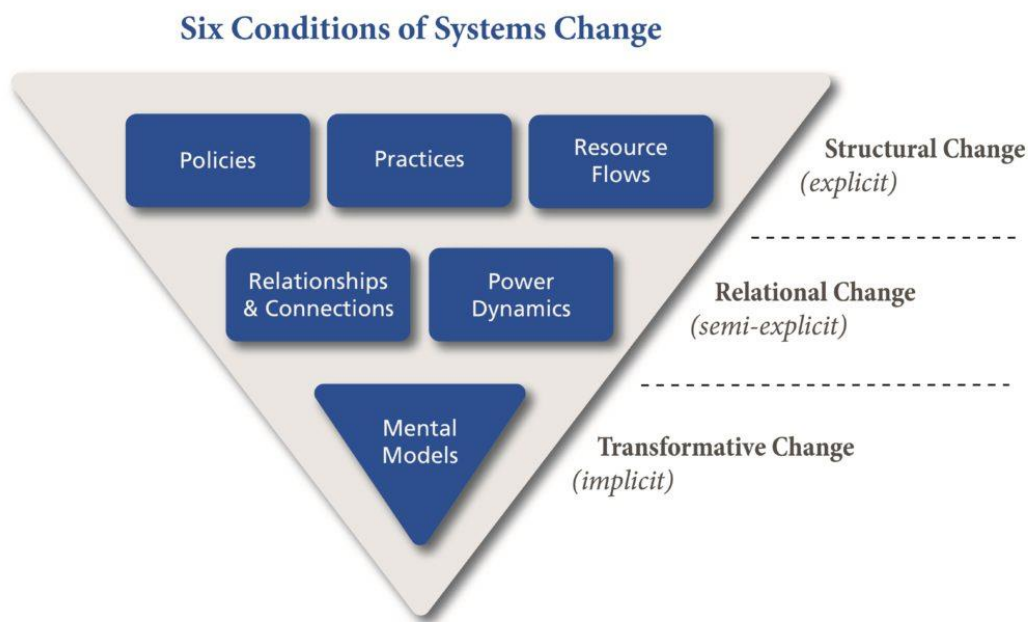 Six Conditions of Systems Change
Policies
Practices
Resource
Flows
Structural Change
(explicit)
Relationships
& Connections
Power
Dynamics
Relational Change
(semi-explicit)
Mental
Models
Transformative Change
(implicit)